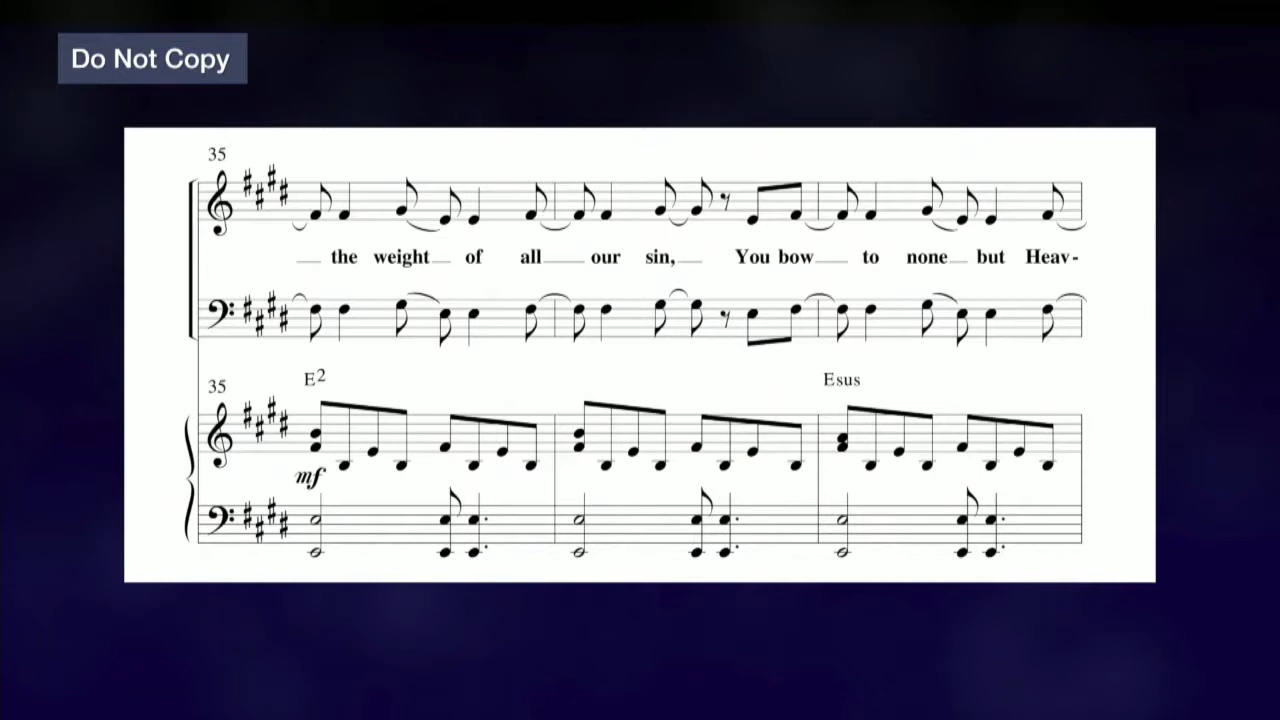 Do Not Copy
35
the weight of all our sin, You bow to none but Heav-
35 E2 Esus
mf